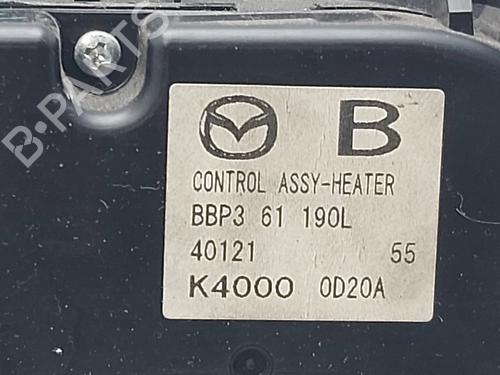 B
CONTROL ASSY-HEATER
BBP3 61 190L
40121 55
K4000 0D20A
B-PARTS